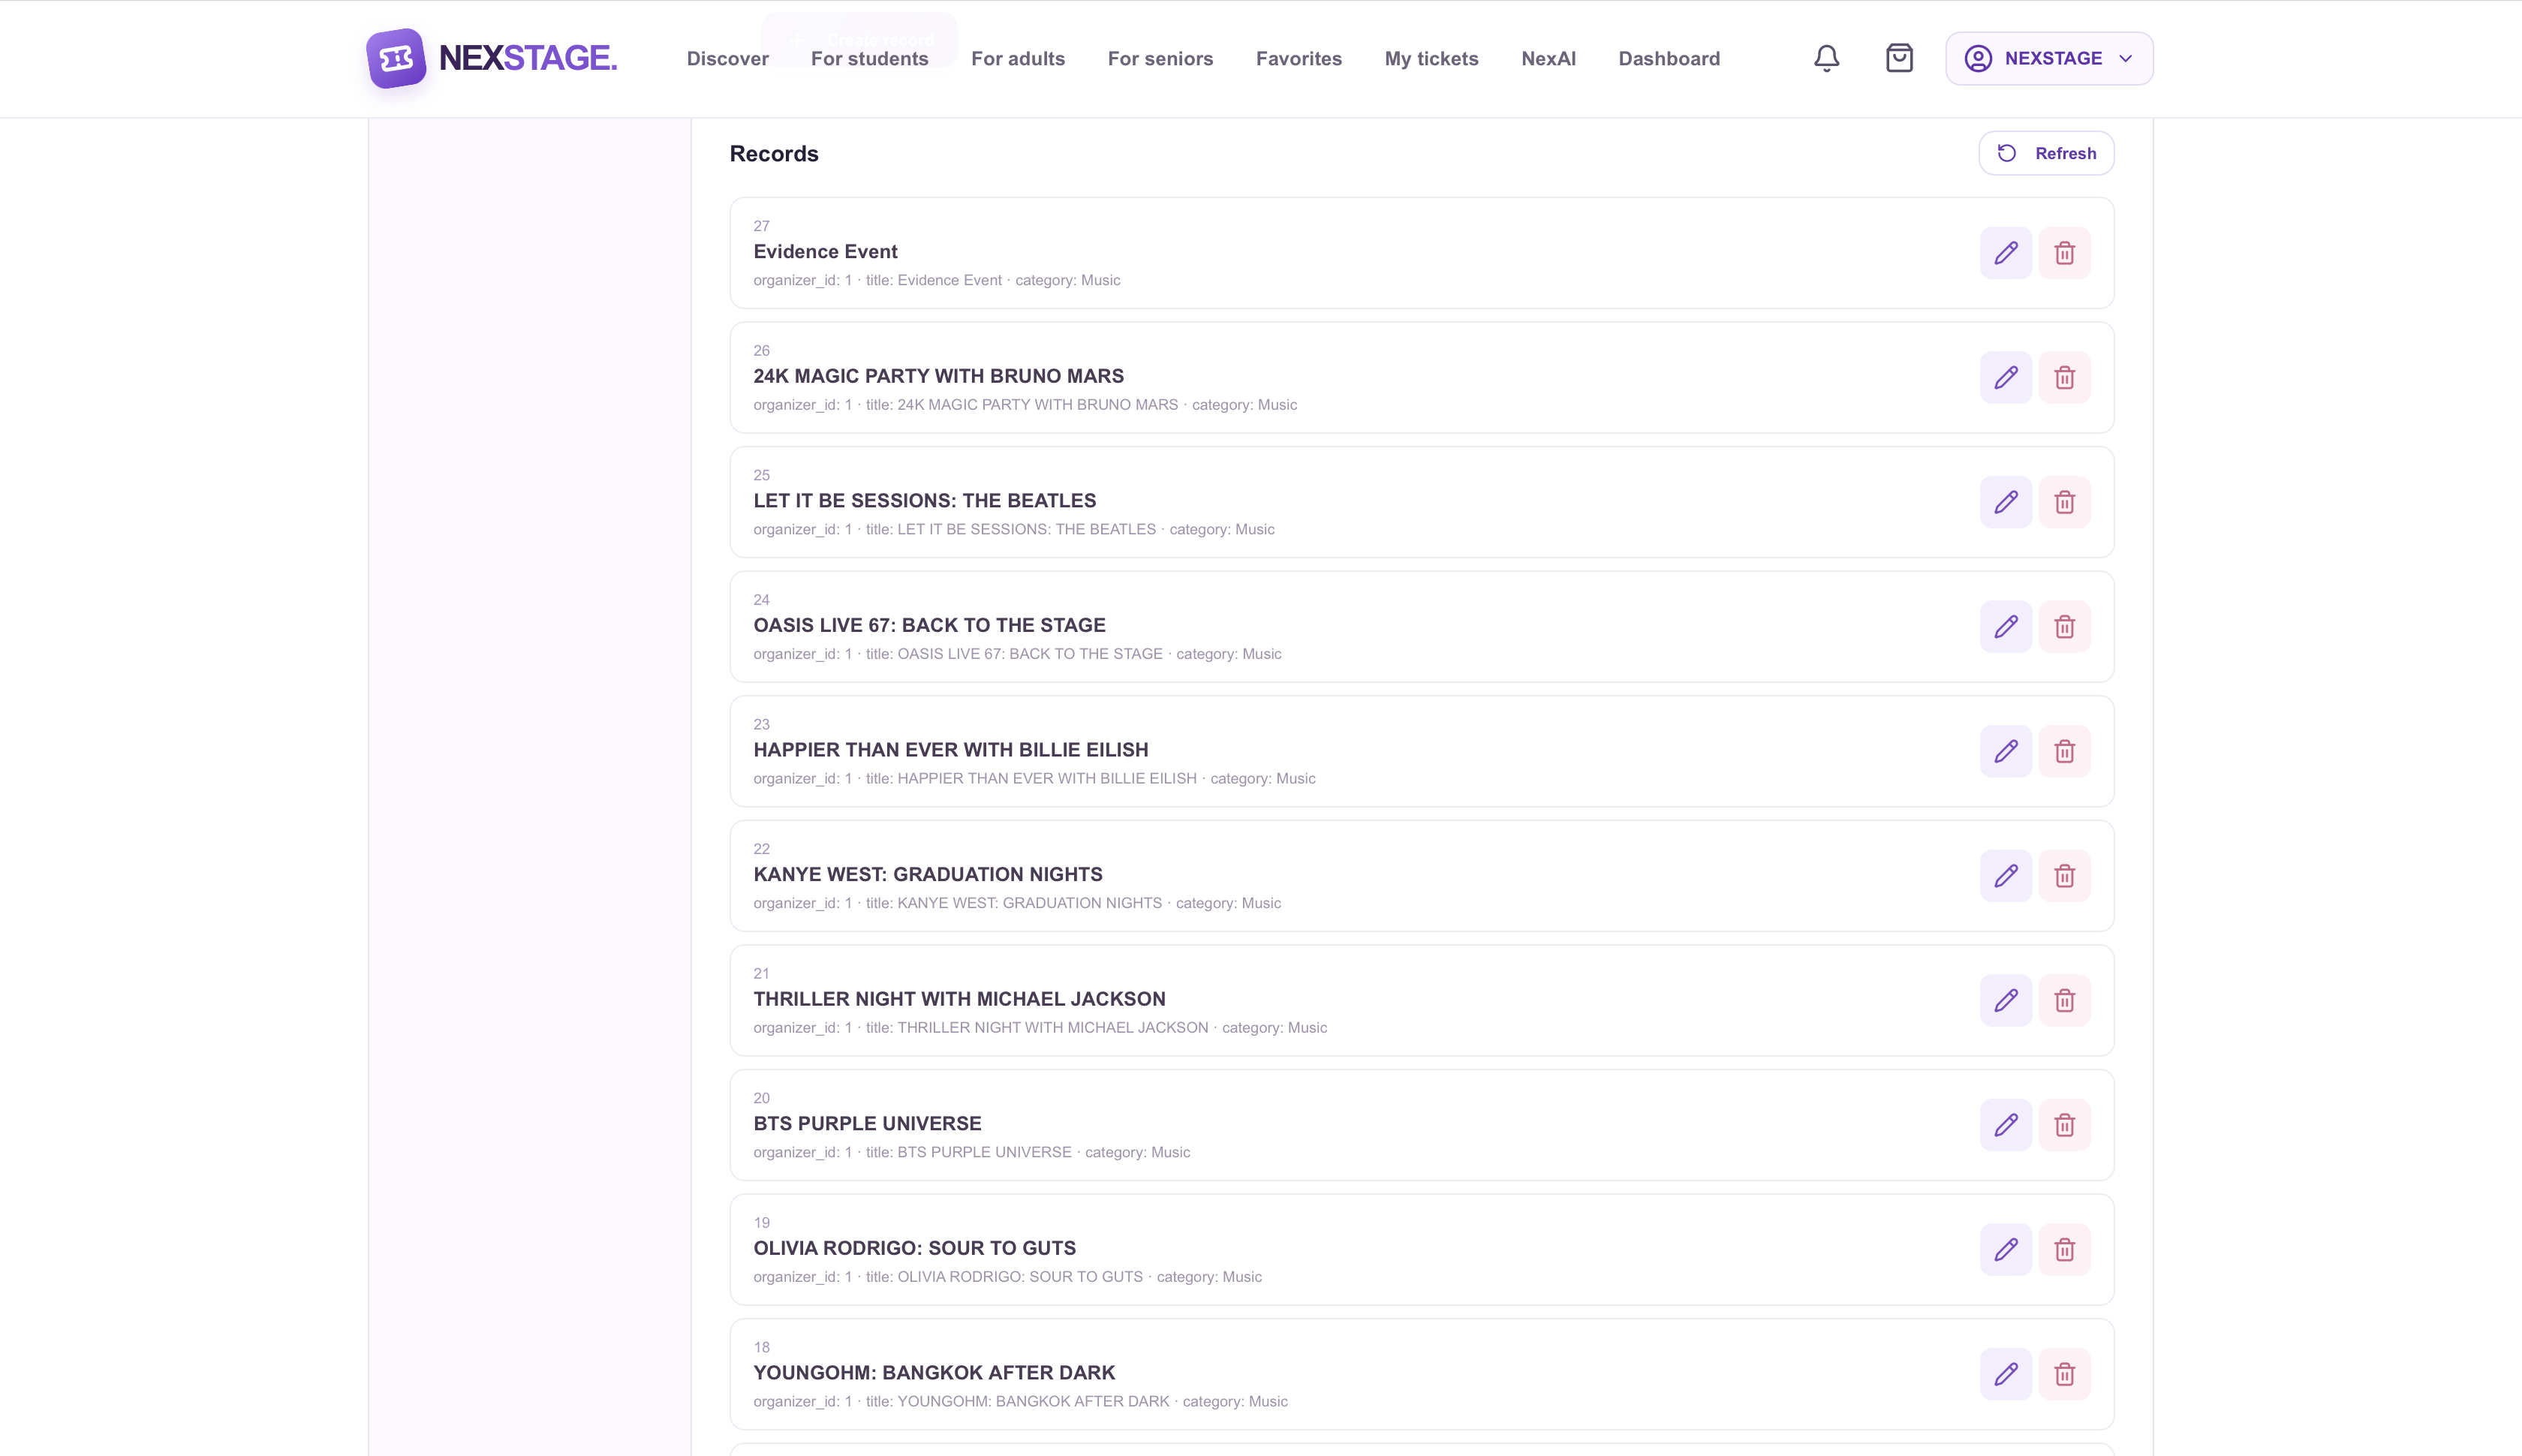 Create record
NEXSTAGE.
Discover
For students
For adults
For seniors
Favorites
My tickets
NexAI
Dashboard
NEXSTAGE
Records
Refresh
27
Evidence Event
organizer_id: 1 · title: Evidence Event · category: Music
26
24K MAGIC PARTY WITH BRUNO MARS
organizer_id: 1 · title: 24K MAGIC PARTY WITH BRUNO MARS · category: Music
25
LET IT BE SESSIONS: THE BEATLES
organizer_id: 1 · title: LET IT BE SESSIONS: THE BEATLES · category: Music
24
OASIS LIVE 67: BACK TO THE STAGE
organizer_id: 1 · title: OASIS LIVE 67: BACK TO THE STAGE · category: Music
23
HAPPIER THAN EVER WITH BILLIE EILISH
organizer_id: 1 · title: HAPPIER THAN EVER WITH BILLIE EILISH · category: Music
22
KANYE WEST: GRADUATION NIGHTS
organizer_id: 1 · title: KANYE WEST: GRADUATION NIGHTS · category: Music
21
THRILLER NIGHT WITH MICHAEL JACKSON
organizer_id: 1 · title: THRILLER NIGHT WITH MICHAEL JACKSON · category: Music
20
BTS PURPLE UNIVERSE
organizer_id: 1 · title: BTS PURPLE UNIVERSE · category: Music
19
OLIVIA RODRIGO: SOUR TO GUTS
organizer_id: 1 · title: OLIVIA RODRIGO: SOUR TO GUTS · category: Music
18
YOUNGOHM: BANGKOK AFTER DARK
organizer_id: 1 · title: YOUNGOHM: BANGKOK AFTER DARK · category: Music